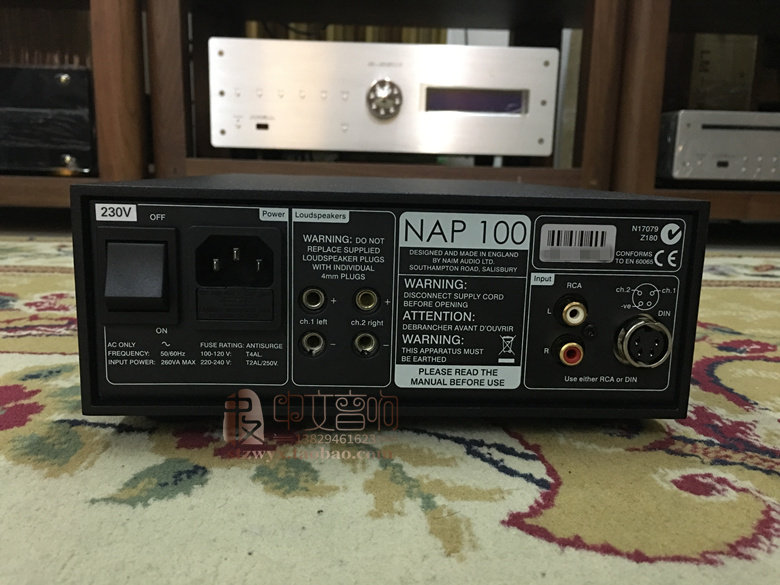 230V
OFF
ON
AC ONLY
FREQUENCY: 50/60Hz
INPUT POWER: 260VA MAX
Power
FUSE RATING: ANTISURGE
100-120 V: T4AL.
220-240 V: T2AL/250V.
Loudspeakers
WARNING: DO NOT
REPLACE SUPPLIED
LOUDSPEAKER PLUGS
WITH INDIVIDUAL
4mm PLUGS
+ +
ch.1 left ch.2 right
- -
NAP 100
DESIGNED AND MADE IN ENGLAND
BY NAIM AUDIO LTD.
SOUTHAMPTON ROAD, SALISBURY
WARNING:
DISCONNECT SUPPLY CORD
BEFORE OPENING
ATTENTION:
DEBRANCHER AVANT D'OUVRIR
WARNING:
THIS APPARATUS MUST
BE EARTHED
PLEASE READ THE
MANUAL BEFORE USE
N17079
Z180
CONFORMS
TO EN 60065
CE
Input
RCA
L
R
ch.2 ch.1
-ve
DIN
Use either RCA or DIN
中文音响
13829461623